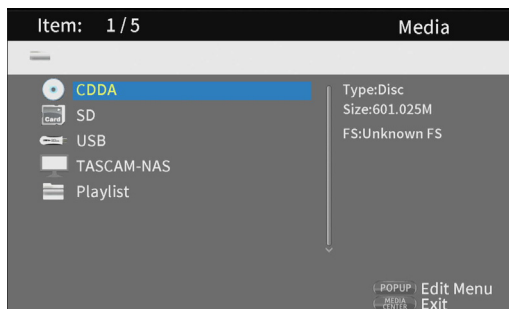 Item: 1/5 Media
CDDA
SD
USB
TASCAM-NAS
Playlist
Type:Disc
Size:601.025M
FS:Unknown FS
Card
POPUP Edit Menu
MEDIA CENTER Exit